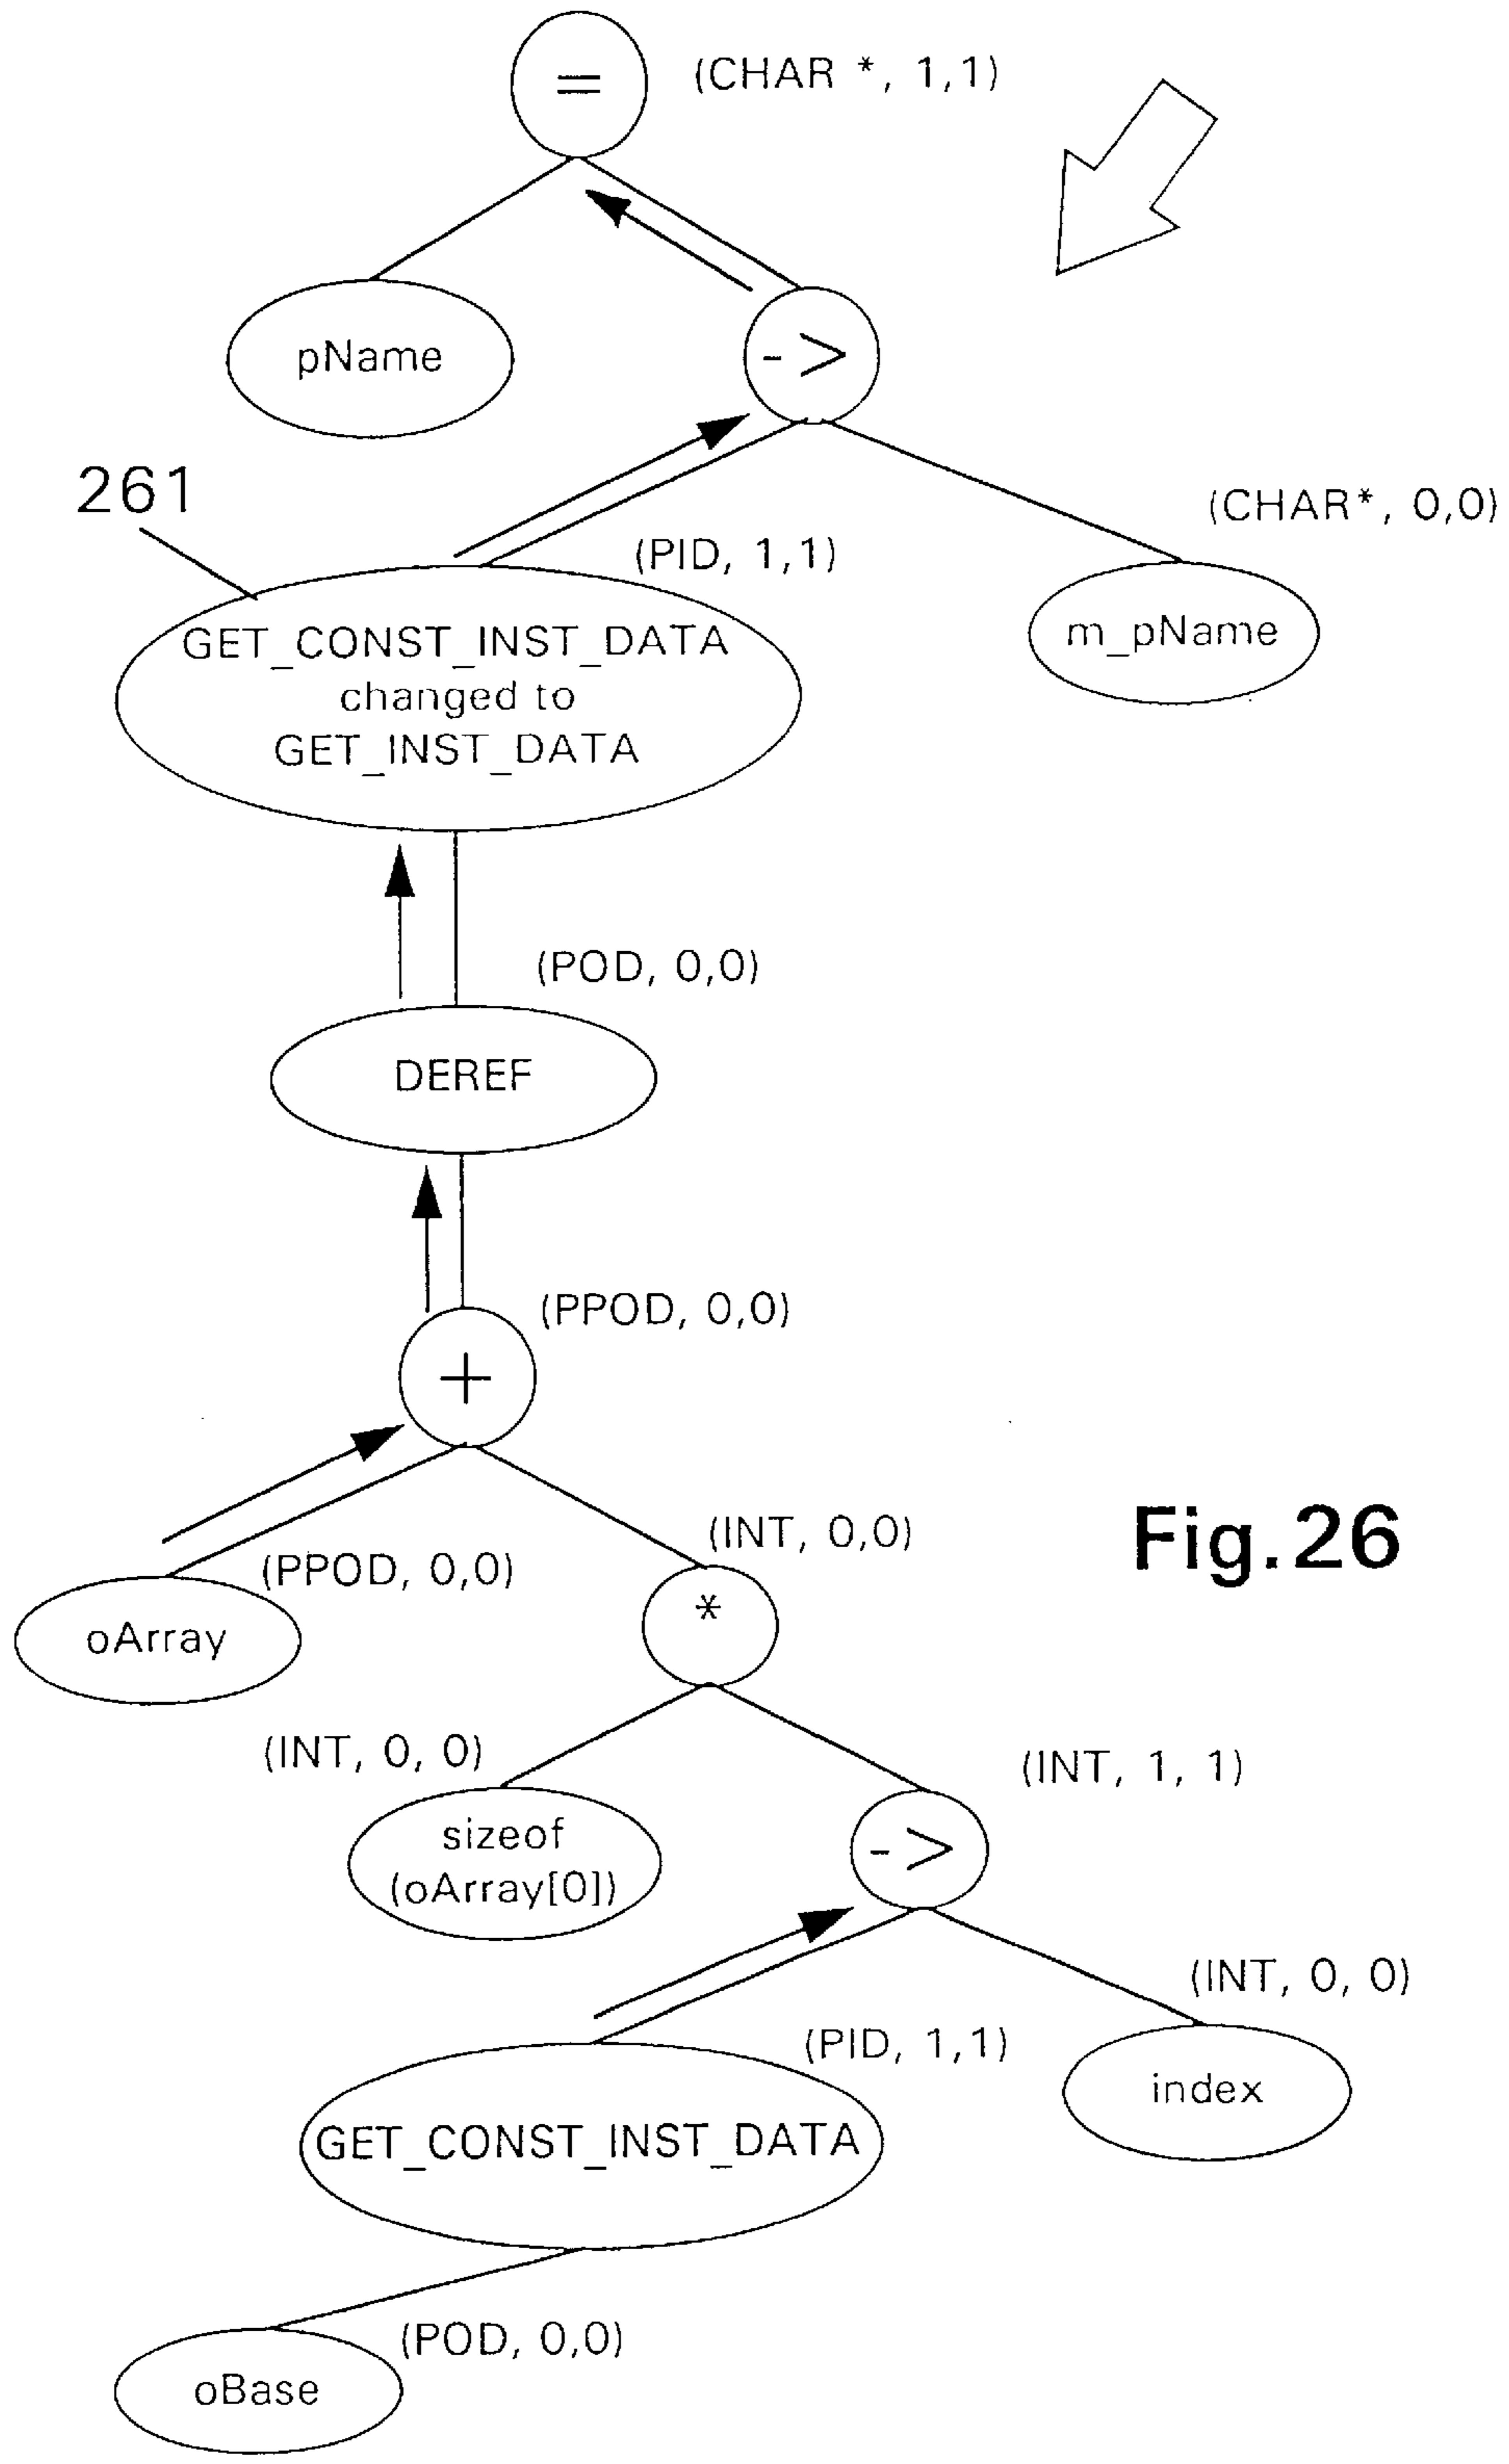 =
(CHAR *, 1,1)
pName
->
261
(CHAR*, 0,0)
(PID, 1,1)
GET_CONST_INST_DATA
changed to
GET_INST_DATA
m_pName
(POD, 0,0)
DEREF
(PPOD, 0,0)
+
(INT, 0,0)
Fig.26
(PPOD, 0,0)
oArray
*
(INT, 0, 0)
(INT, 1, 1)
sizeof
(oArray[0])
->
(INT, 0, 0)
(PID, 1,1)
index
GET_CONST_INST_DATA
(POD, 0,0)
oBase